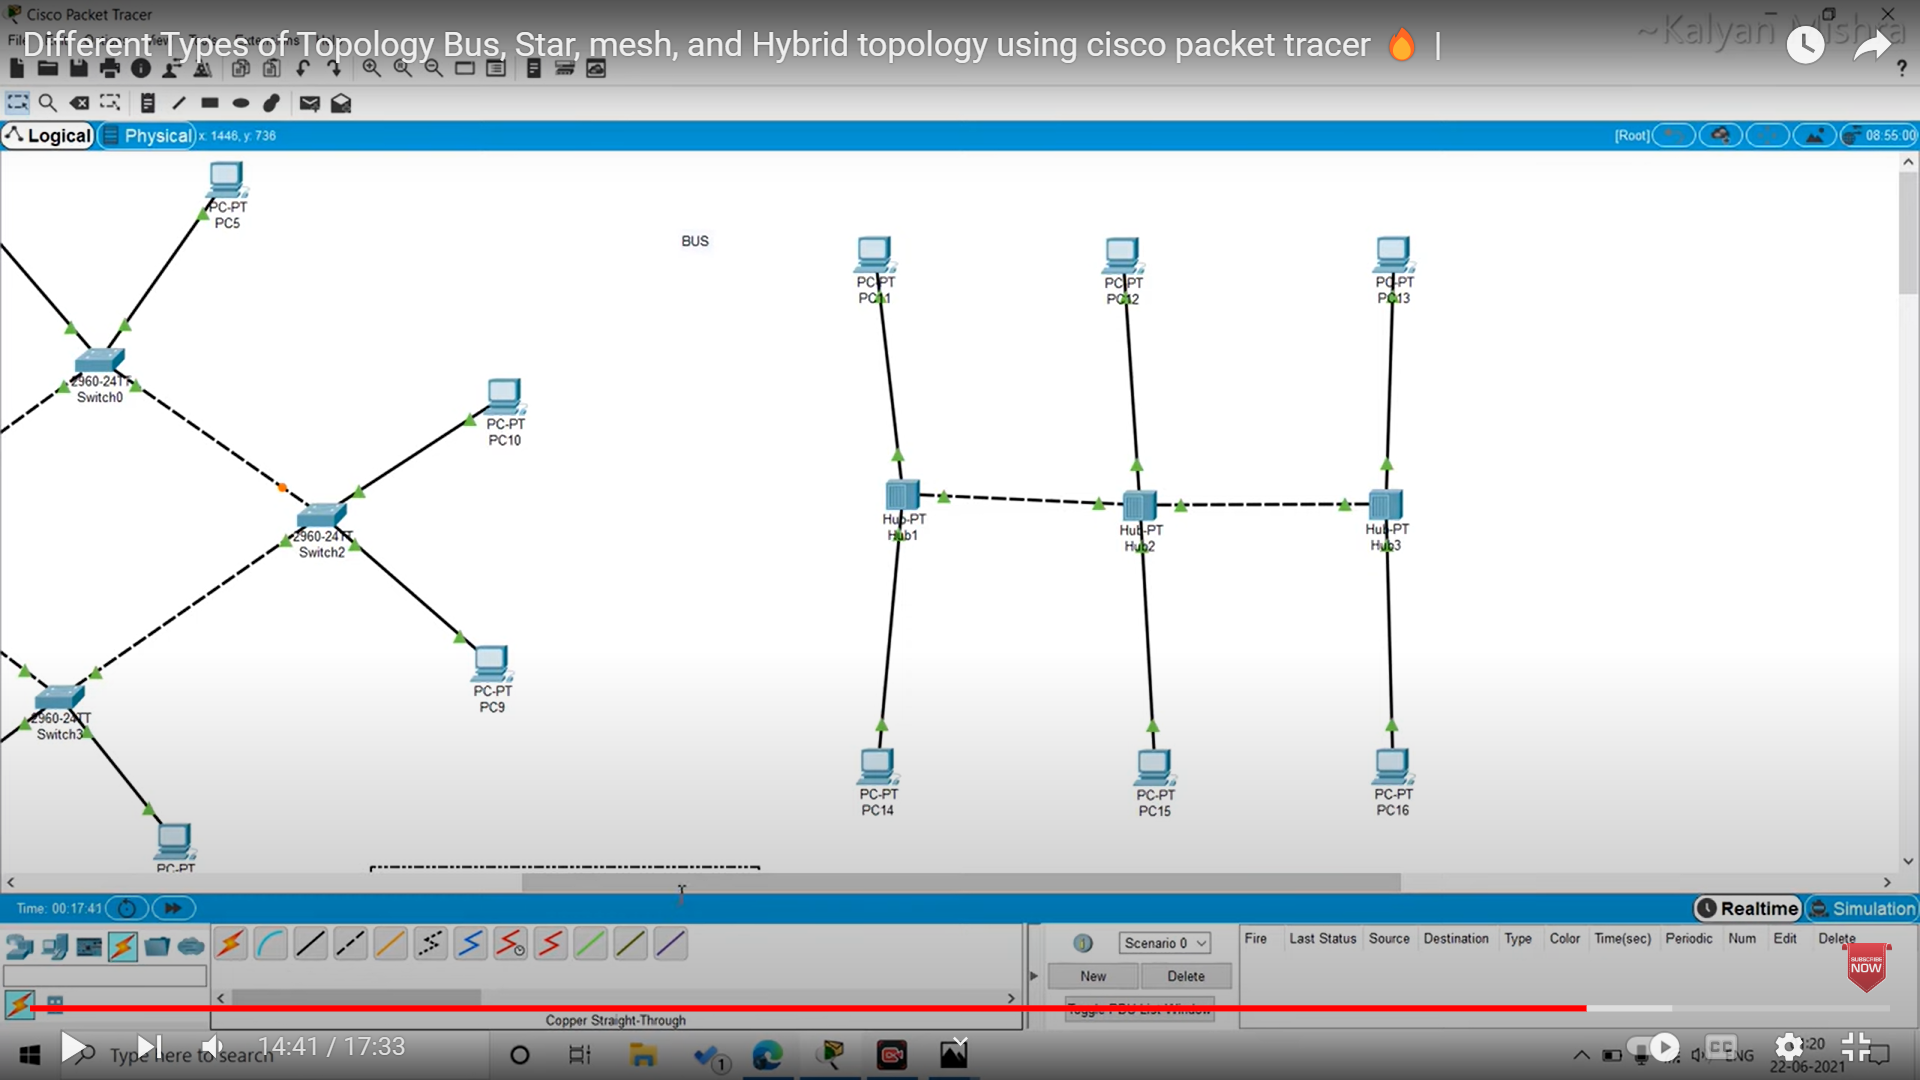 Cisco Packet Tracer
~Kalyan Mishra
Different Types of Topology Bus, Star, mesh, and Hybrid topology using cisco packet tracer 🔥 |
?
Logical
Physical
x: 1446, y: 736
[Root]
08:55:00
PC-PT
PC5
BUS
PC-PT
PC11
PC-PT
PC12
PC-PT
PC13
2960-24TT
Switch0
PC-PT
PC10
Hub-PT
Hub1
Hub-PT
Hub2
Hub-PT
Hub3
2960-24TT
Switch2
PC-PT
PC9
2960-24TT
Switch3
PC-PT
PC14
PC-PT
PC15
PC-PT
PC16
PC-PT
Time: 00:17:41
Realtime
Simulation
Scenario 0
Fire Last Status Source Destination Type Color Time(sec) Periodic Num Edit Delete
New
Delete
SUBSCRIBE
NOW
Toggle PDU List Window
Copper Straight-Through
Type here to search
14:41 / 17:33
1
CC
ENG
22-06-2021